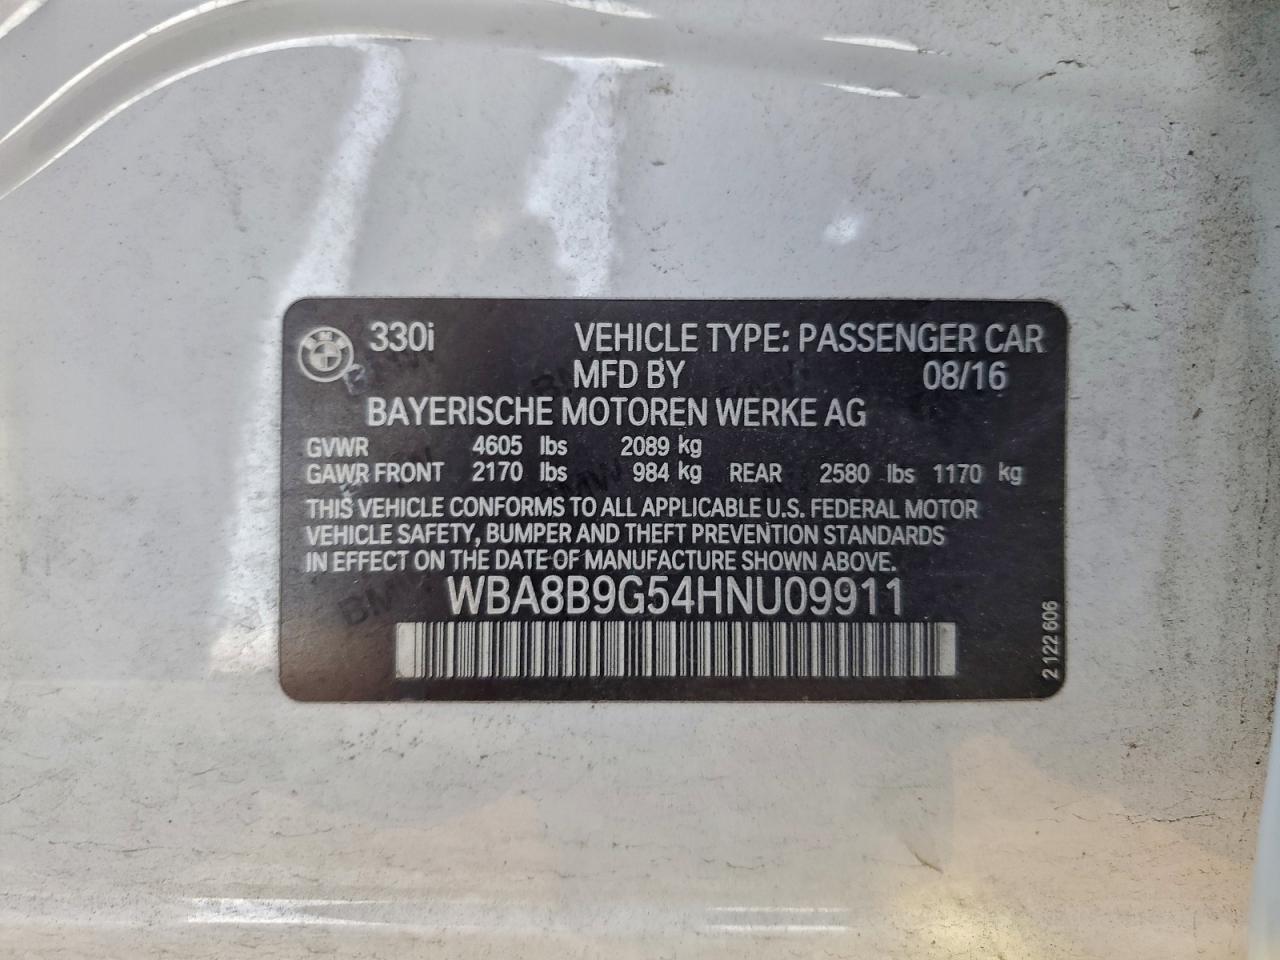 BMW 330i VEHICLE TYPE: PASSENGER CAR
MFD BY 08/16
BAYERISCHE MOTOREN WERKE AG
GVWR 4605 lbs 2089 kg
GAWR FRONT 2170 lbs 984 kg REAR 2580 lbs 1170 kg
THIS VEHICLE CONFORMS TO ALL APPLICABLE U.S. FEDERAL MOTOR
VEHICLE SAFETY, BUMPER AND THEFT PREVENTION STANDARDS
IN EFFECT ON THE DATE OF MANUFACTURE SHOWN ABOVE.
WBA8B9G54HNU09911
2 122 606